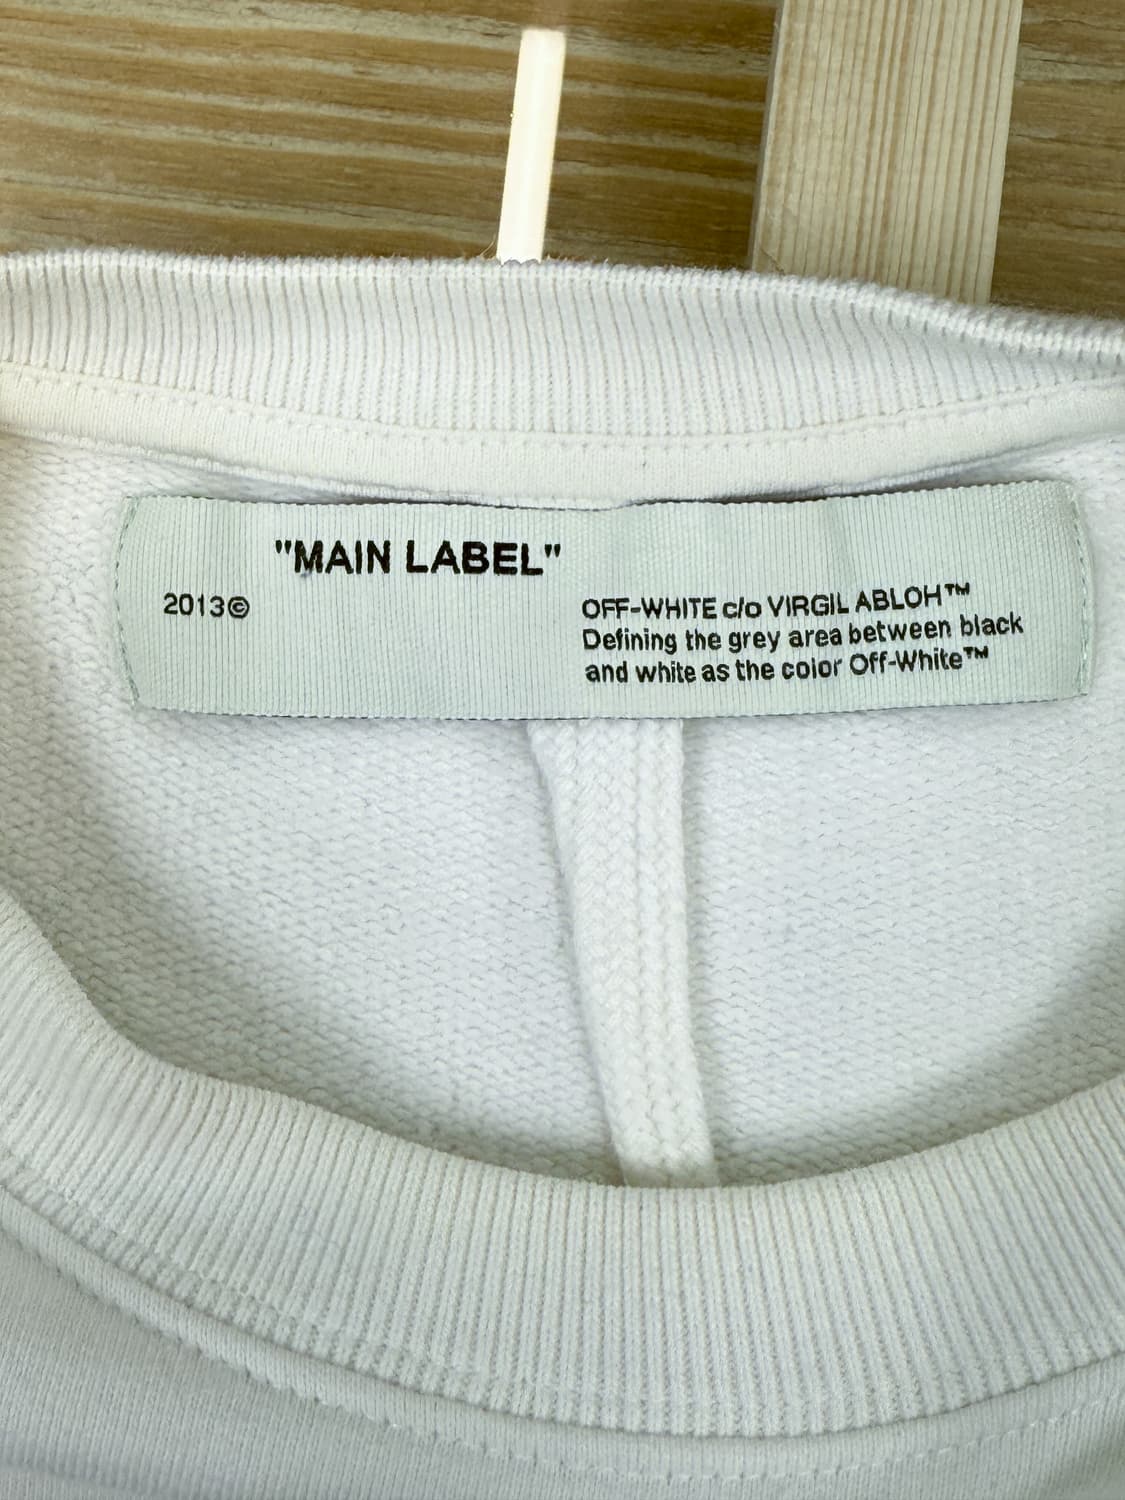 "MAIN LABEL"
2013©
OFF-WHITE c/o VIRGIL ABLOH™
Defining the grey area between black
and white as the color Off-White™